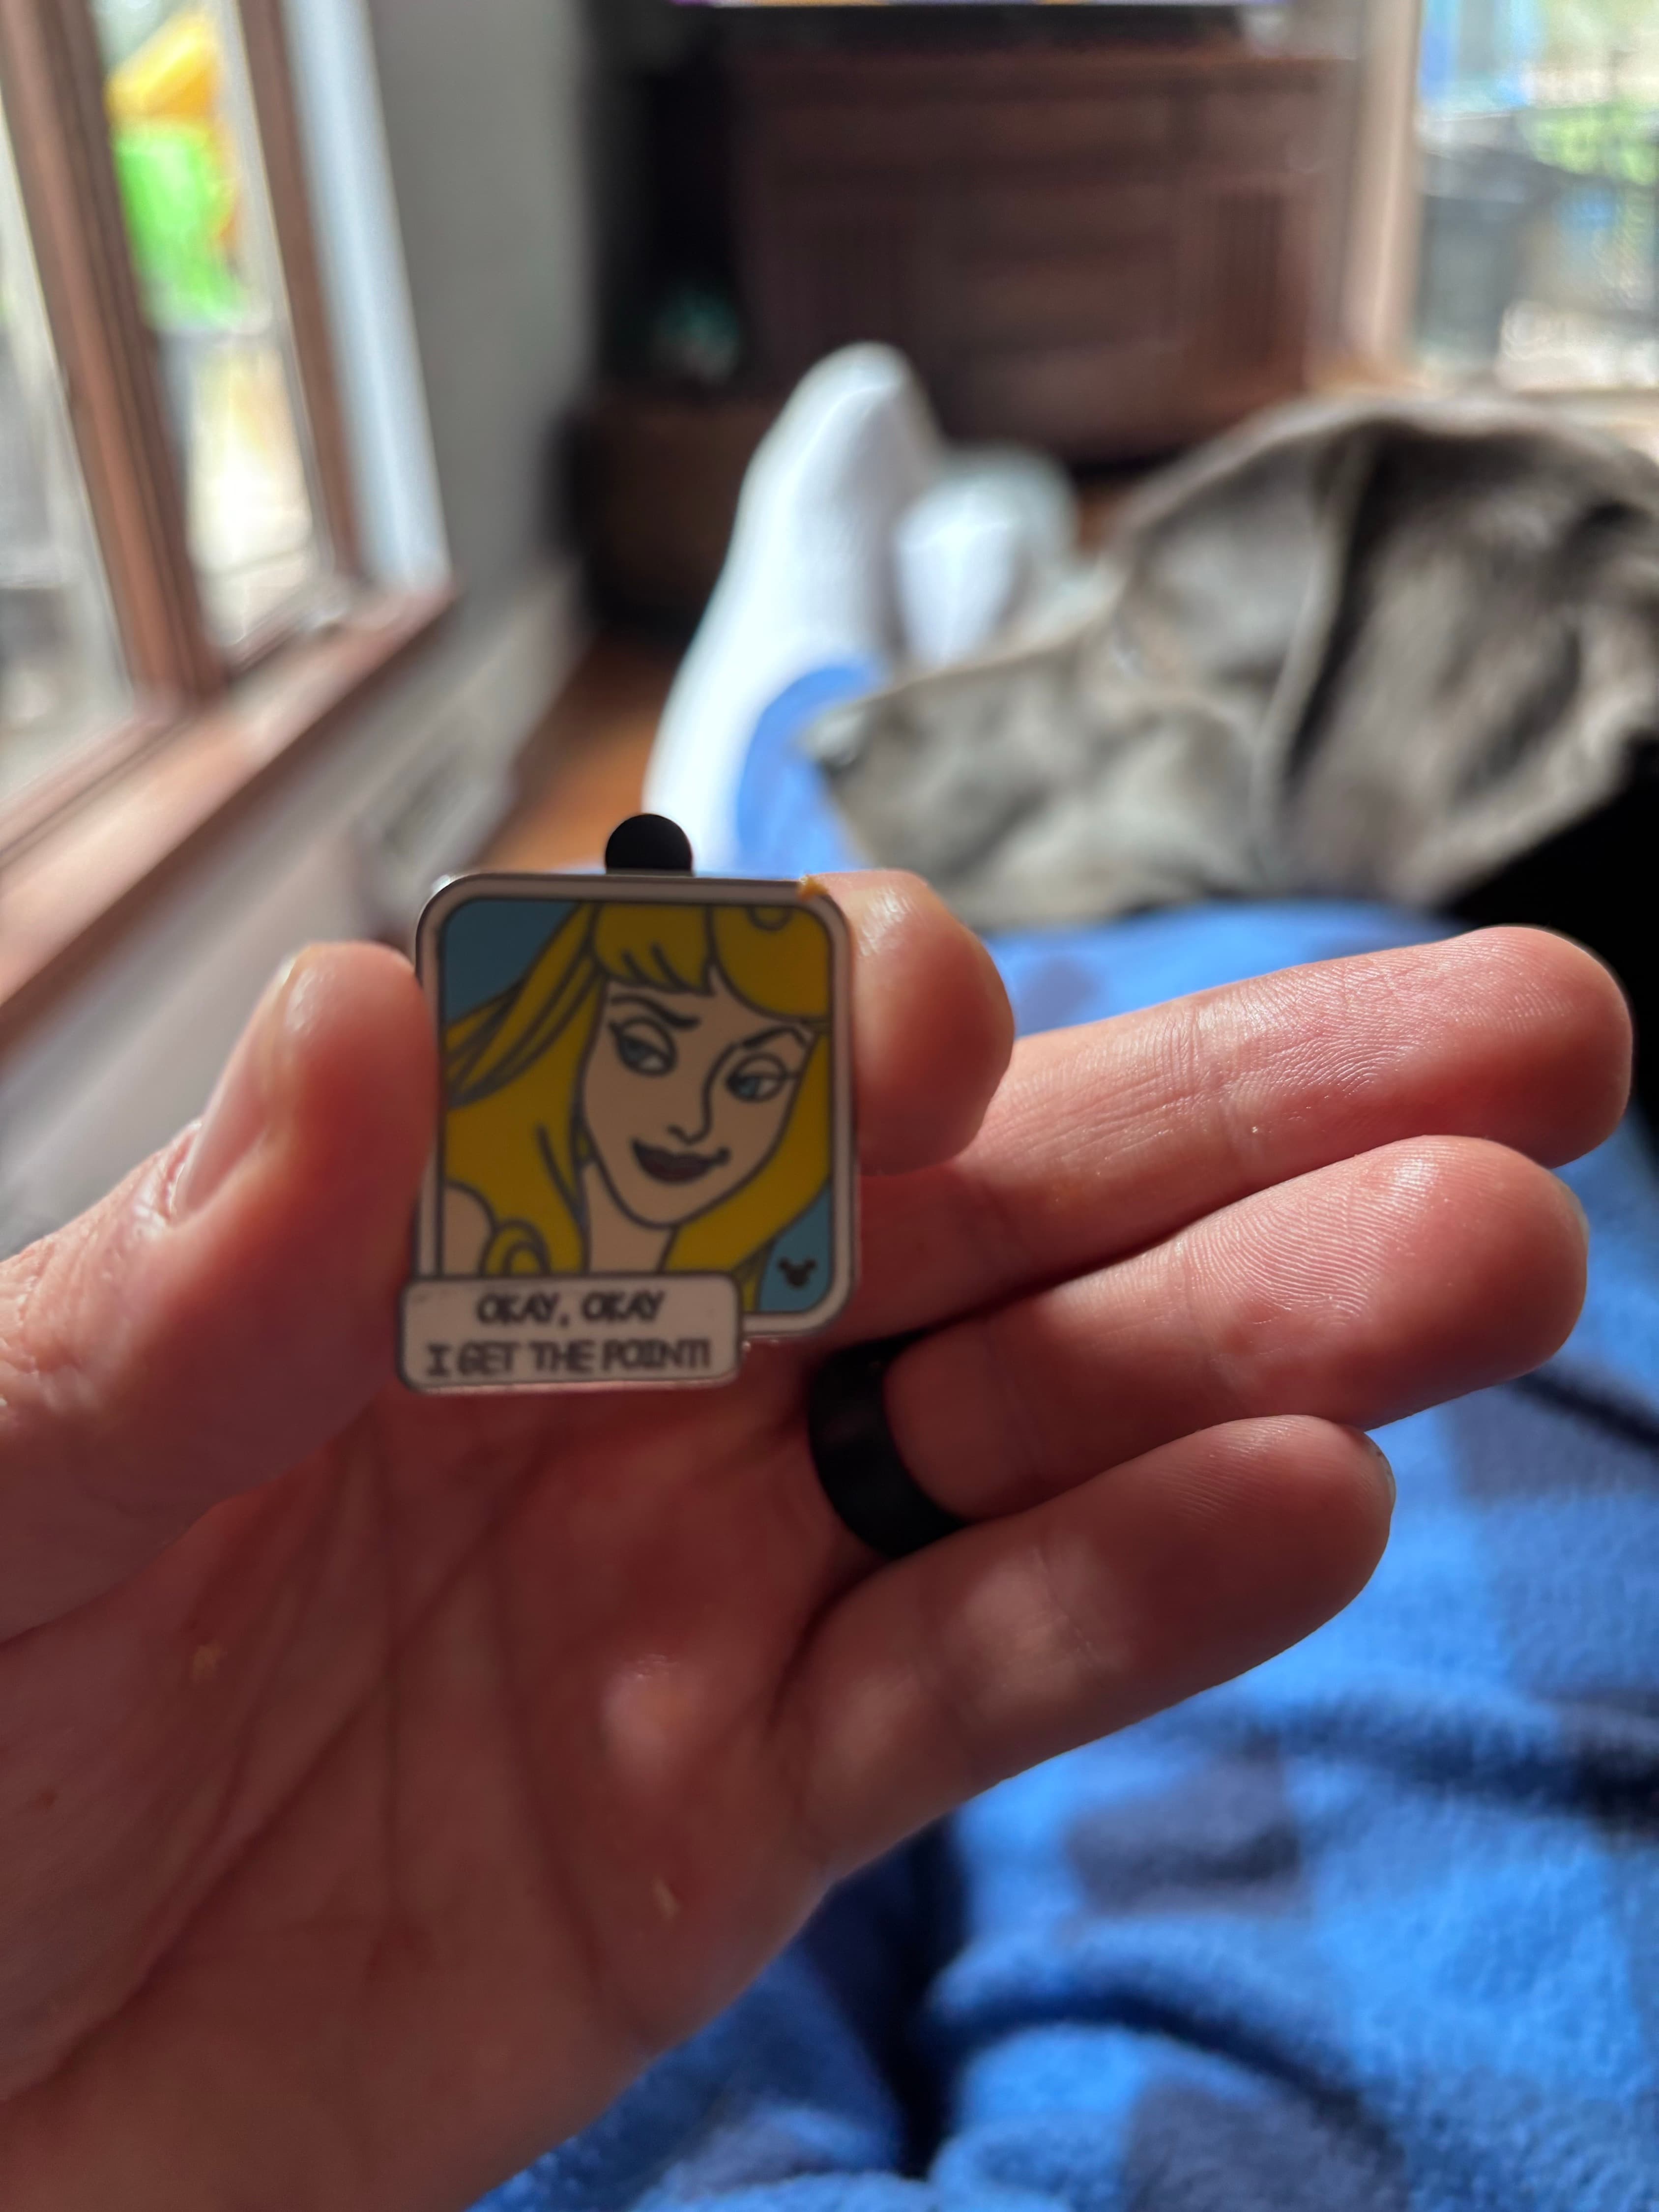 OKAY, OKAY
I GET THE POINT!